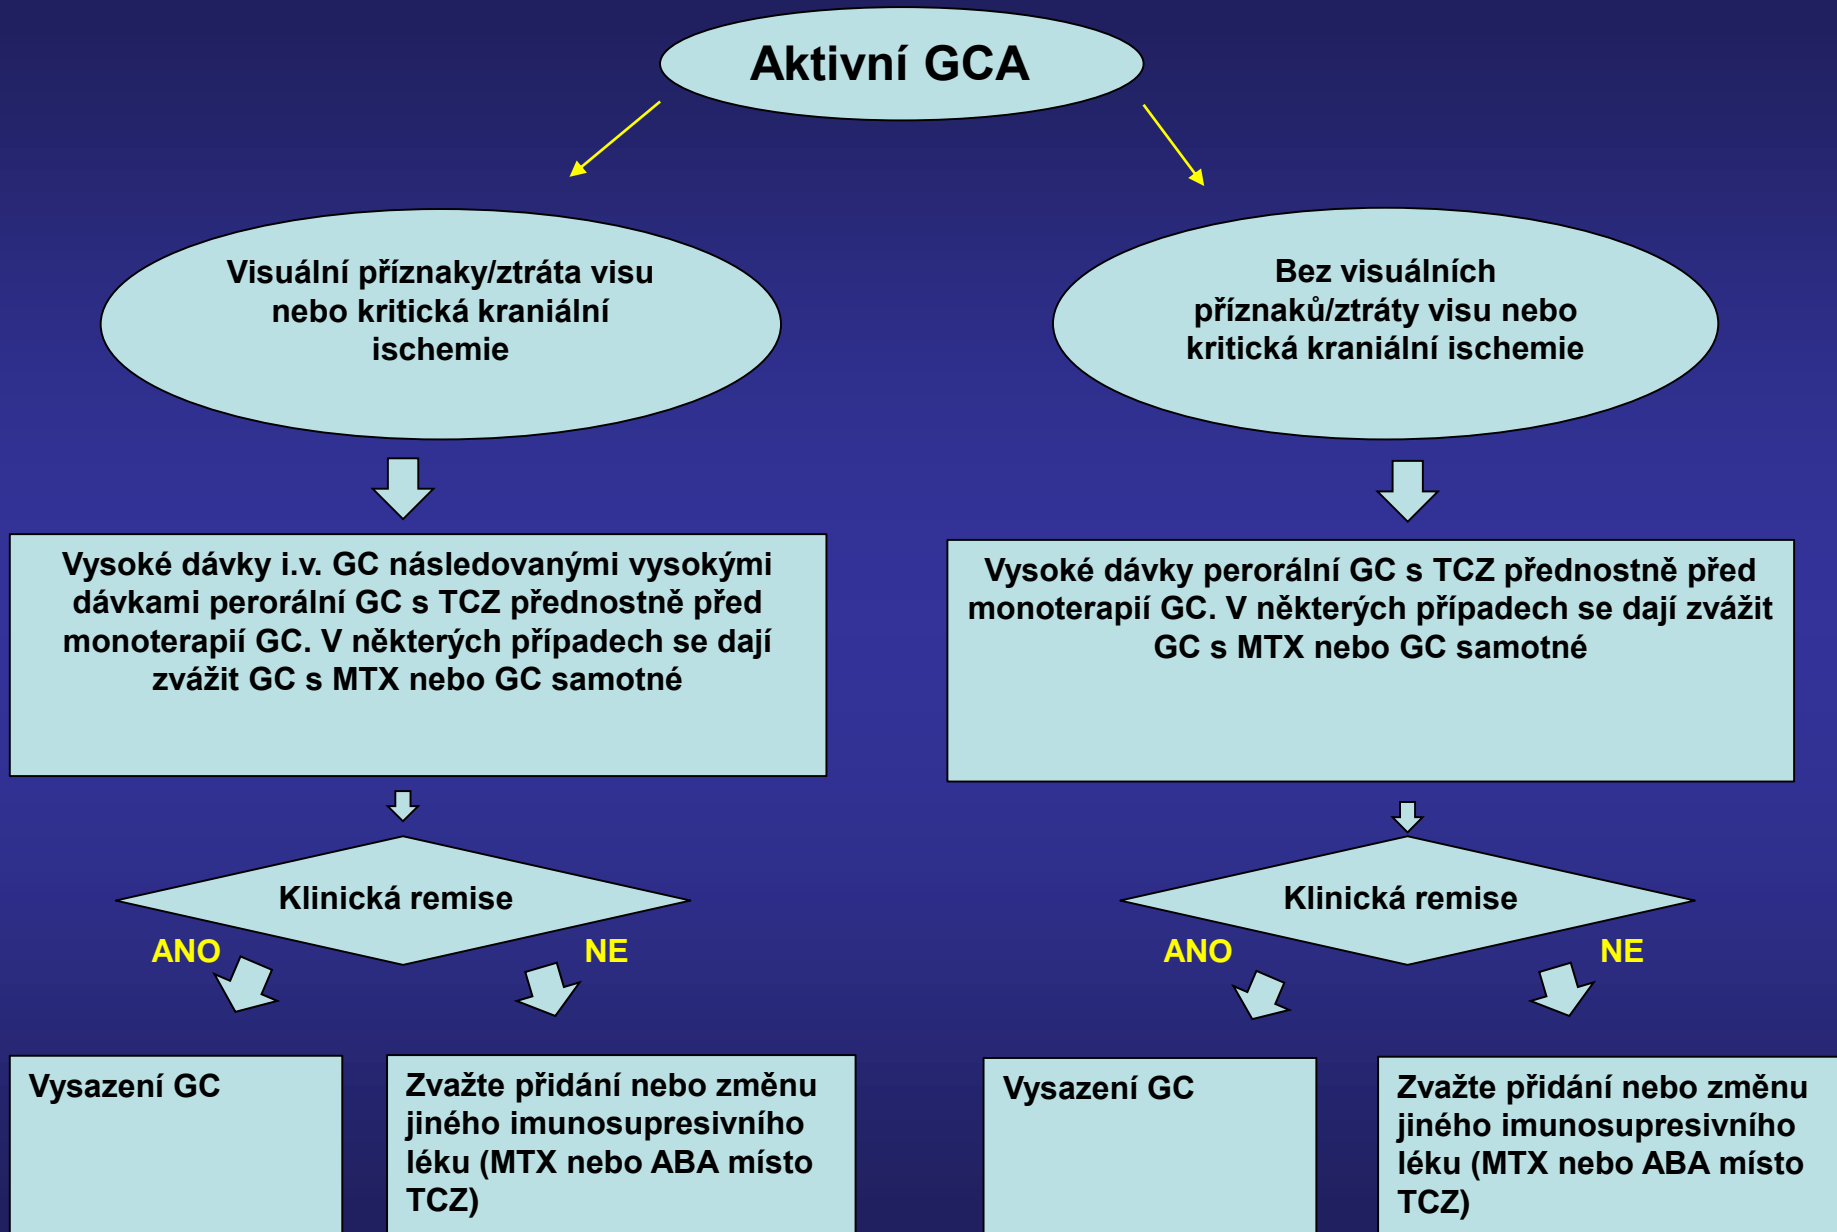 Aktivní GCA
Visuální příznaky/ztráta visu
nebo kritická kraniální
ischemie
Bez visuálních
příznaků/ztráty visu nebo
kritická kraniální ischemie
Vysoké dávky i.v. GC následovanými vysokými
dávkami perorální GC s TCZ přednostně před
monoterapií GC. V některých případech se dají
zvážit GC s MTX nebo GC samotné
Vysoké dávky perorální GC s TCZ přednostně před
monoterapií GC. V některých případech se dají zvážit
GC s MTX nebo GC samotné
Klinická remise
ANO
NE
Klinická remise
ANO
NE
Vysazení GC
Zvažte přidání nebo změnu
jiného imunosupresivního
léku (MTX nebo ABA místo
TCZ)
Vysazení GC
Zvažte přidání nebo změnu
jiného imunosupresivního
léku (MTX nebo ABA místo
TCZ)